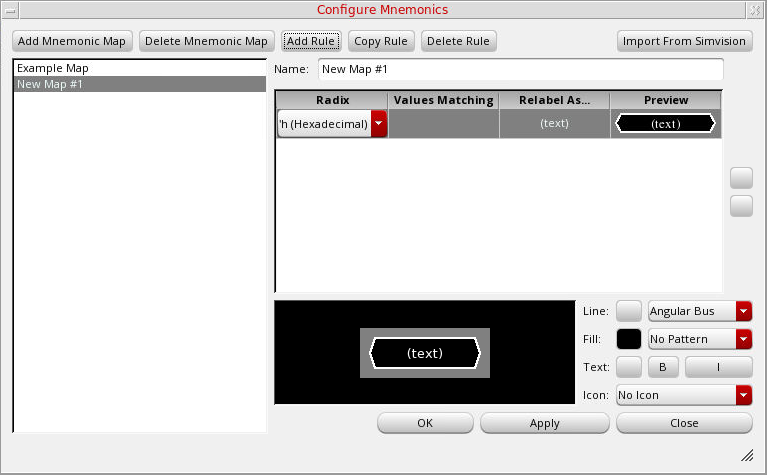 Configure Mnemonics
Add Mnemonic Map Delete Mnemonic Map Add Rule Copy Rule Delete Rule Import From Simvision
Example Map
New Map #1
Name: New Map #1
Radix Values Matching Relabel As... Preview
'h (Hexadecimal) (text) (text)
(text)
Line: Angular Bus
Fill: No Pattern
Text: B I
Icon: No Icon
OK Apply Close